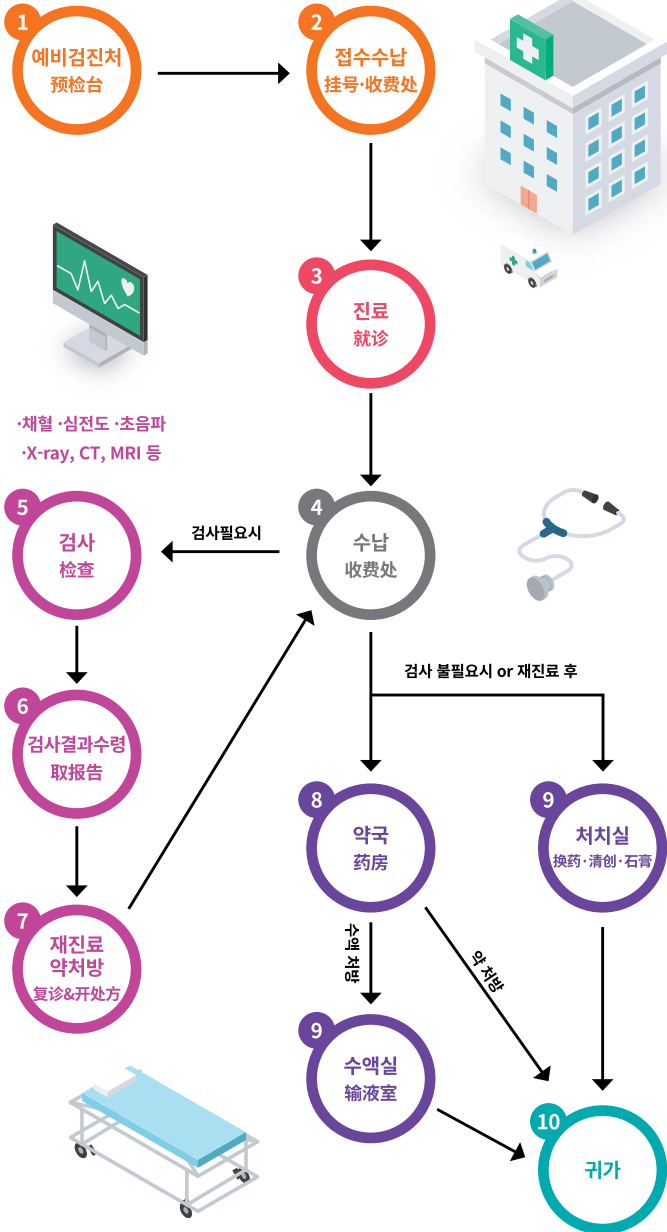 1
예비검진처
预检台
2
접수수납
挂号·收费处
3
진료
就诊
·채혈 ·심전도 ·초음파
·X-ray, CT, MRI 등
4
수납
收费处
검사필요시
5
검사
检查
6
검사결과수령
取报告
7
재진료
약처방
复诊&开处方
검사 불필요시 or 재진료 후
8
약국
药房
9
처치실
换药·清创·石膏
수액 처방
약 처방
9
수액실
输液室
10
귀가